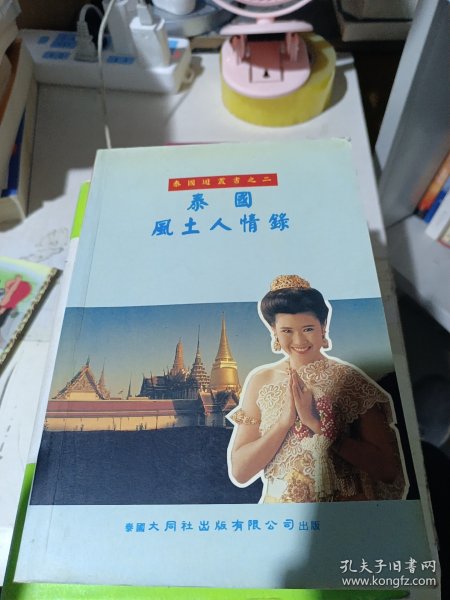 泰國通叢書之二
泰國
風土人情錄
泰國大同社出版有限公司出版
孔夫子旧书网
www.kongfz.com